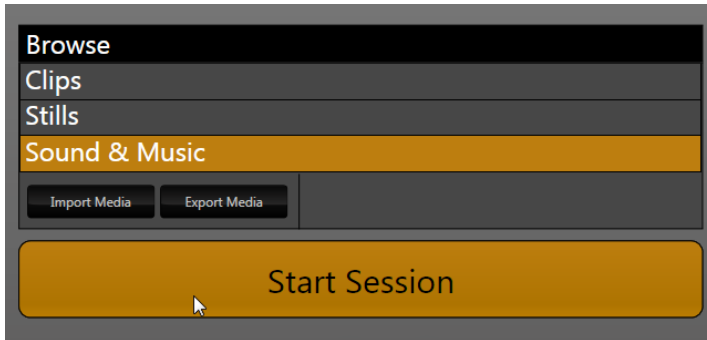 Browse
Clips
Stills
Sound & Music
Import Media Export Media
Start Session